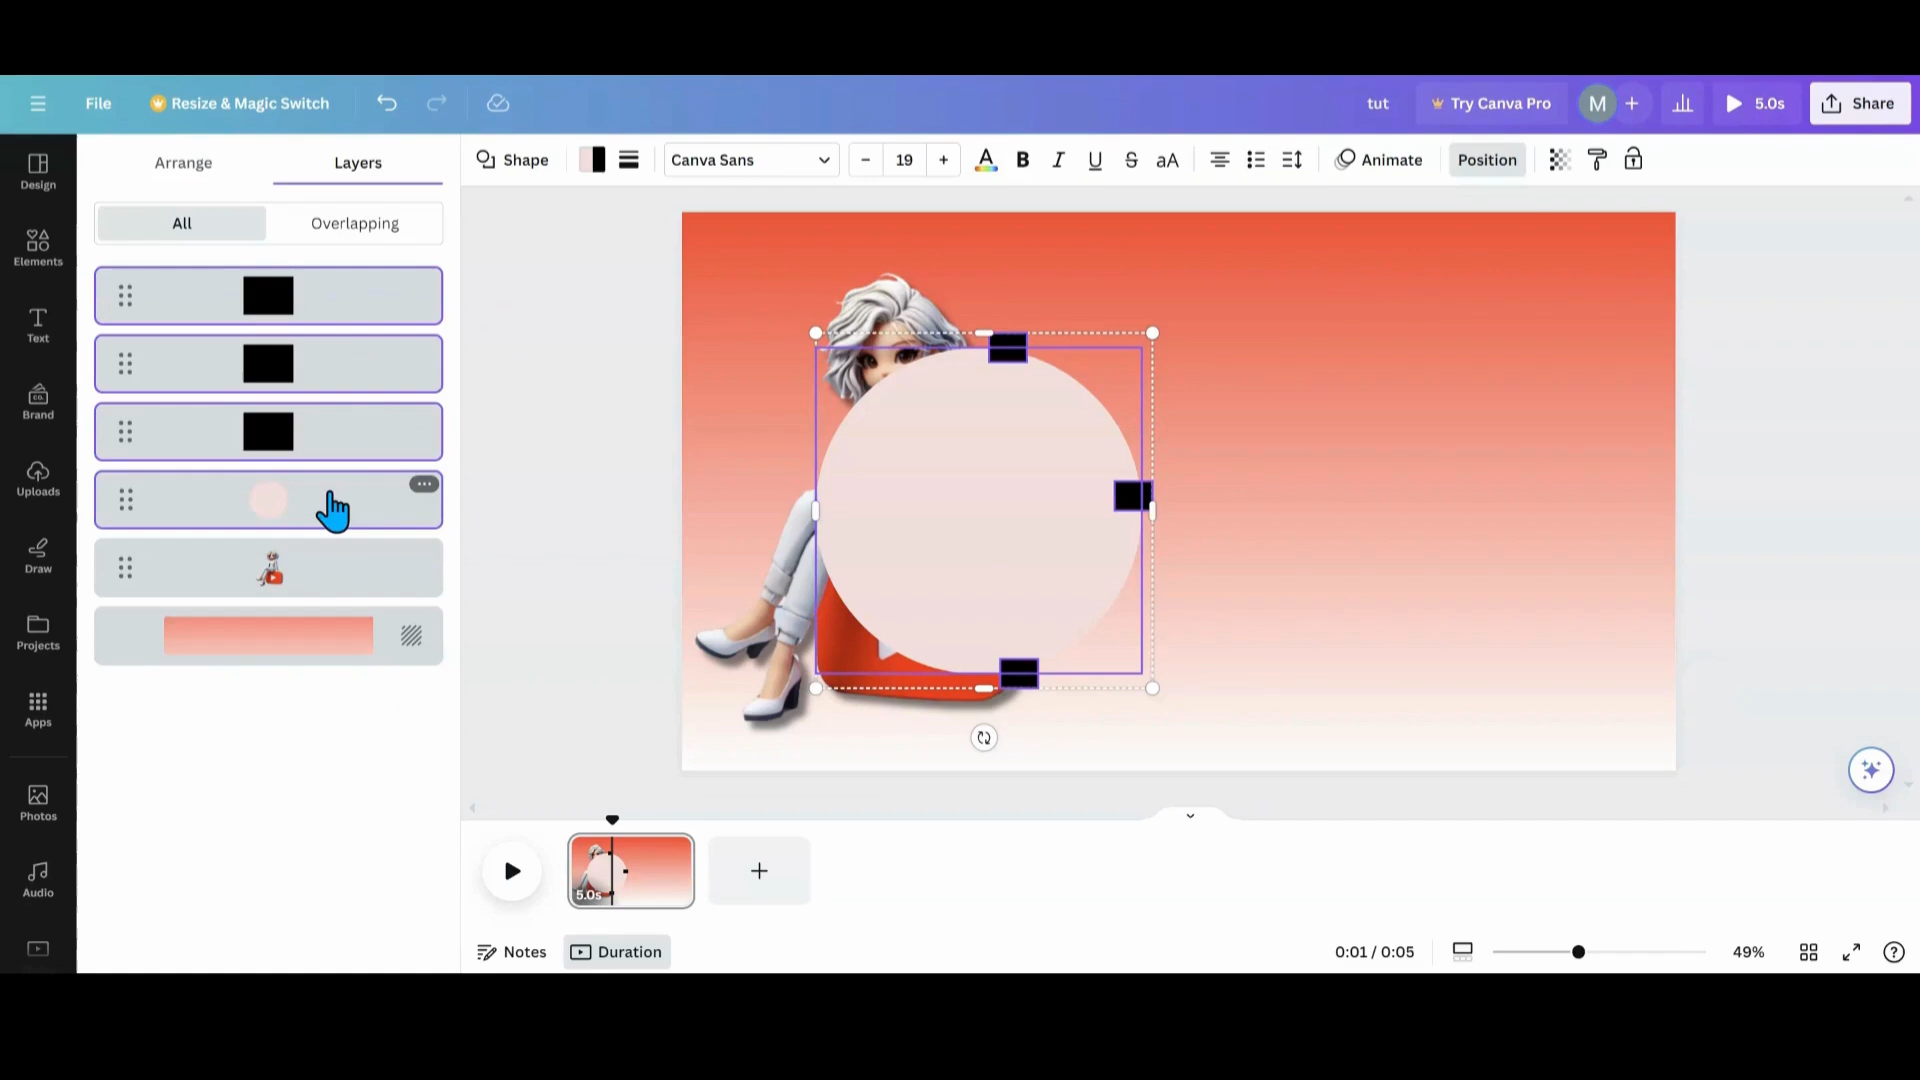 File
Resize & Magic Switch
tut
Try Canva Pro
M
5.0s
Share
Design
Elements
Text
Brand
CO.
Uploads
Draw
Projects
Apps
Photos
Audio
Arrange
Layers
All
Overlapping
Shape
Canva Sans
− 19 +
A
B
I
U
S
aA
Animate
Position
5.0s
+
Notes
Duration
0:01 / 0:05
49%
?